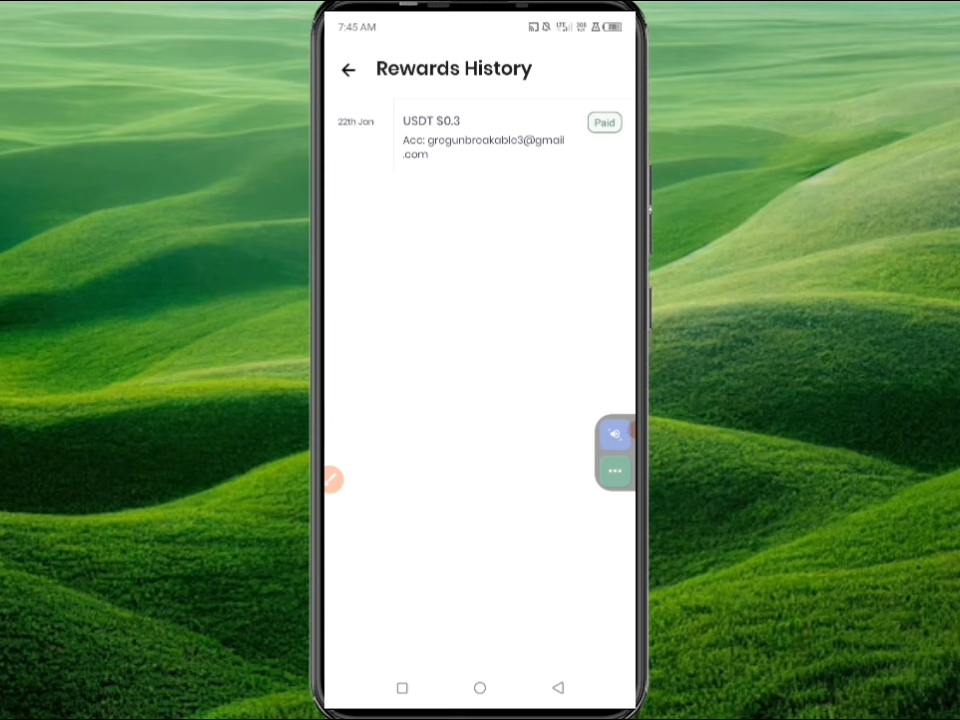 7:45 AM
Rewards History
22th Jan
USDT $0.3
Paid
Acc: gregunbreakable3@gmail
.com